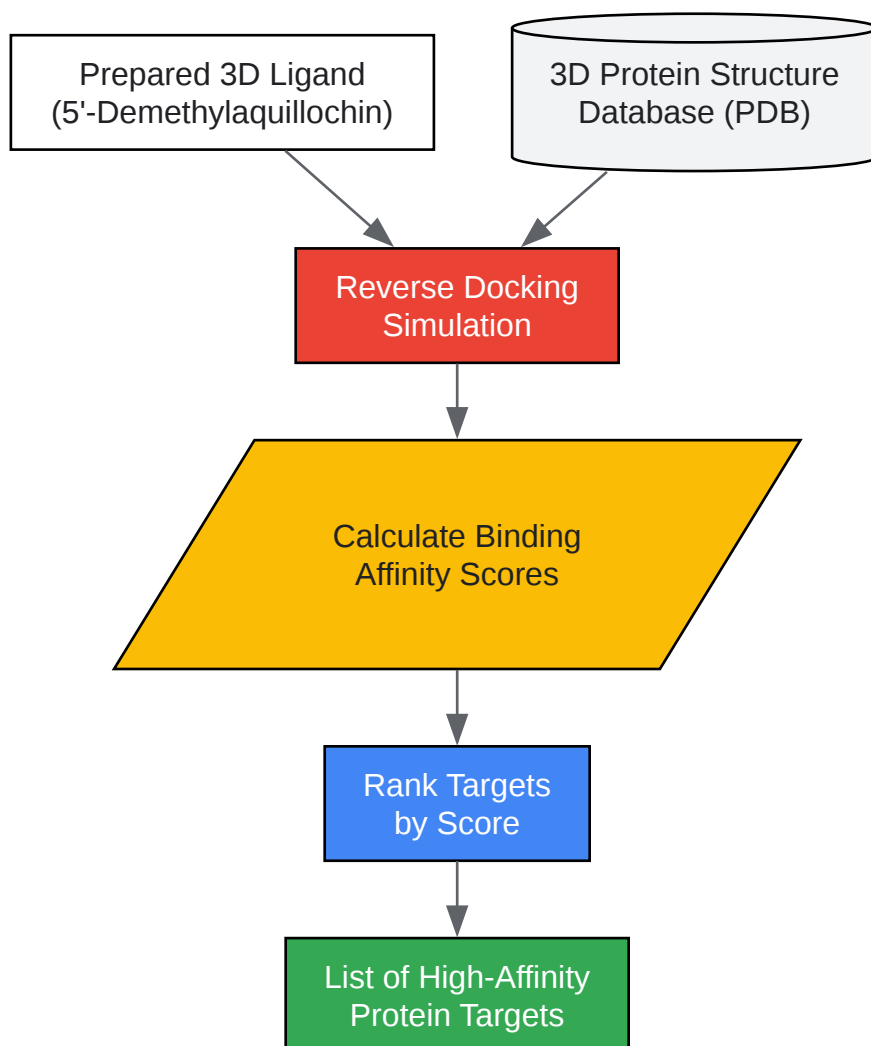 Prepared 3D Ligand
(5'-Demethylaquillochin)
3D Protein Structure
Database (PDB)
Reverse Docking
Simulation
Calculate Binding
Affinity Scores
Rank Targets
by Score
List of High-Affinity
Protein Targets